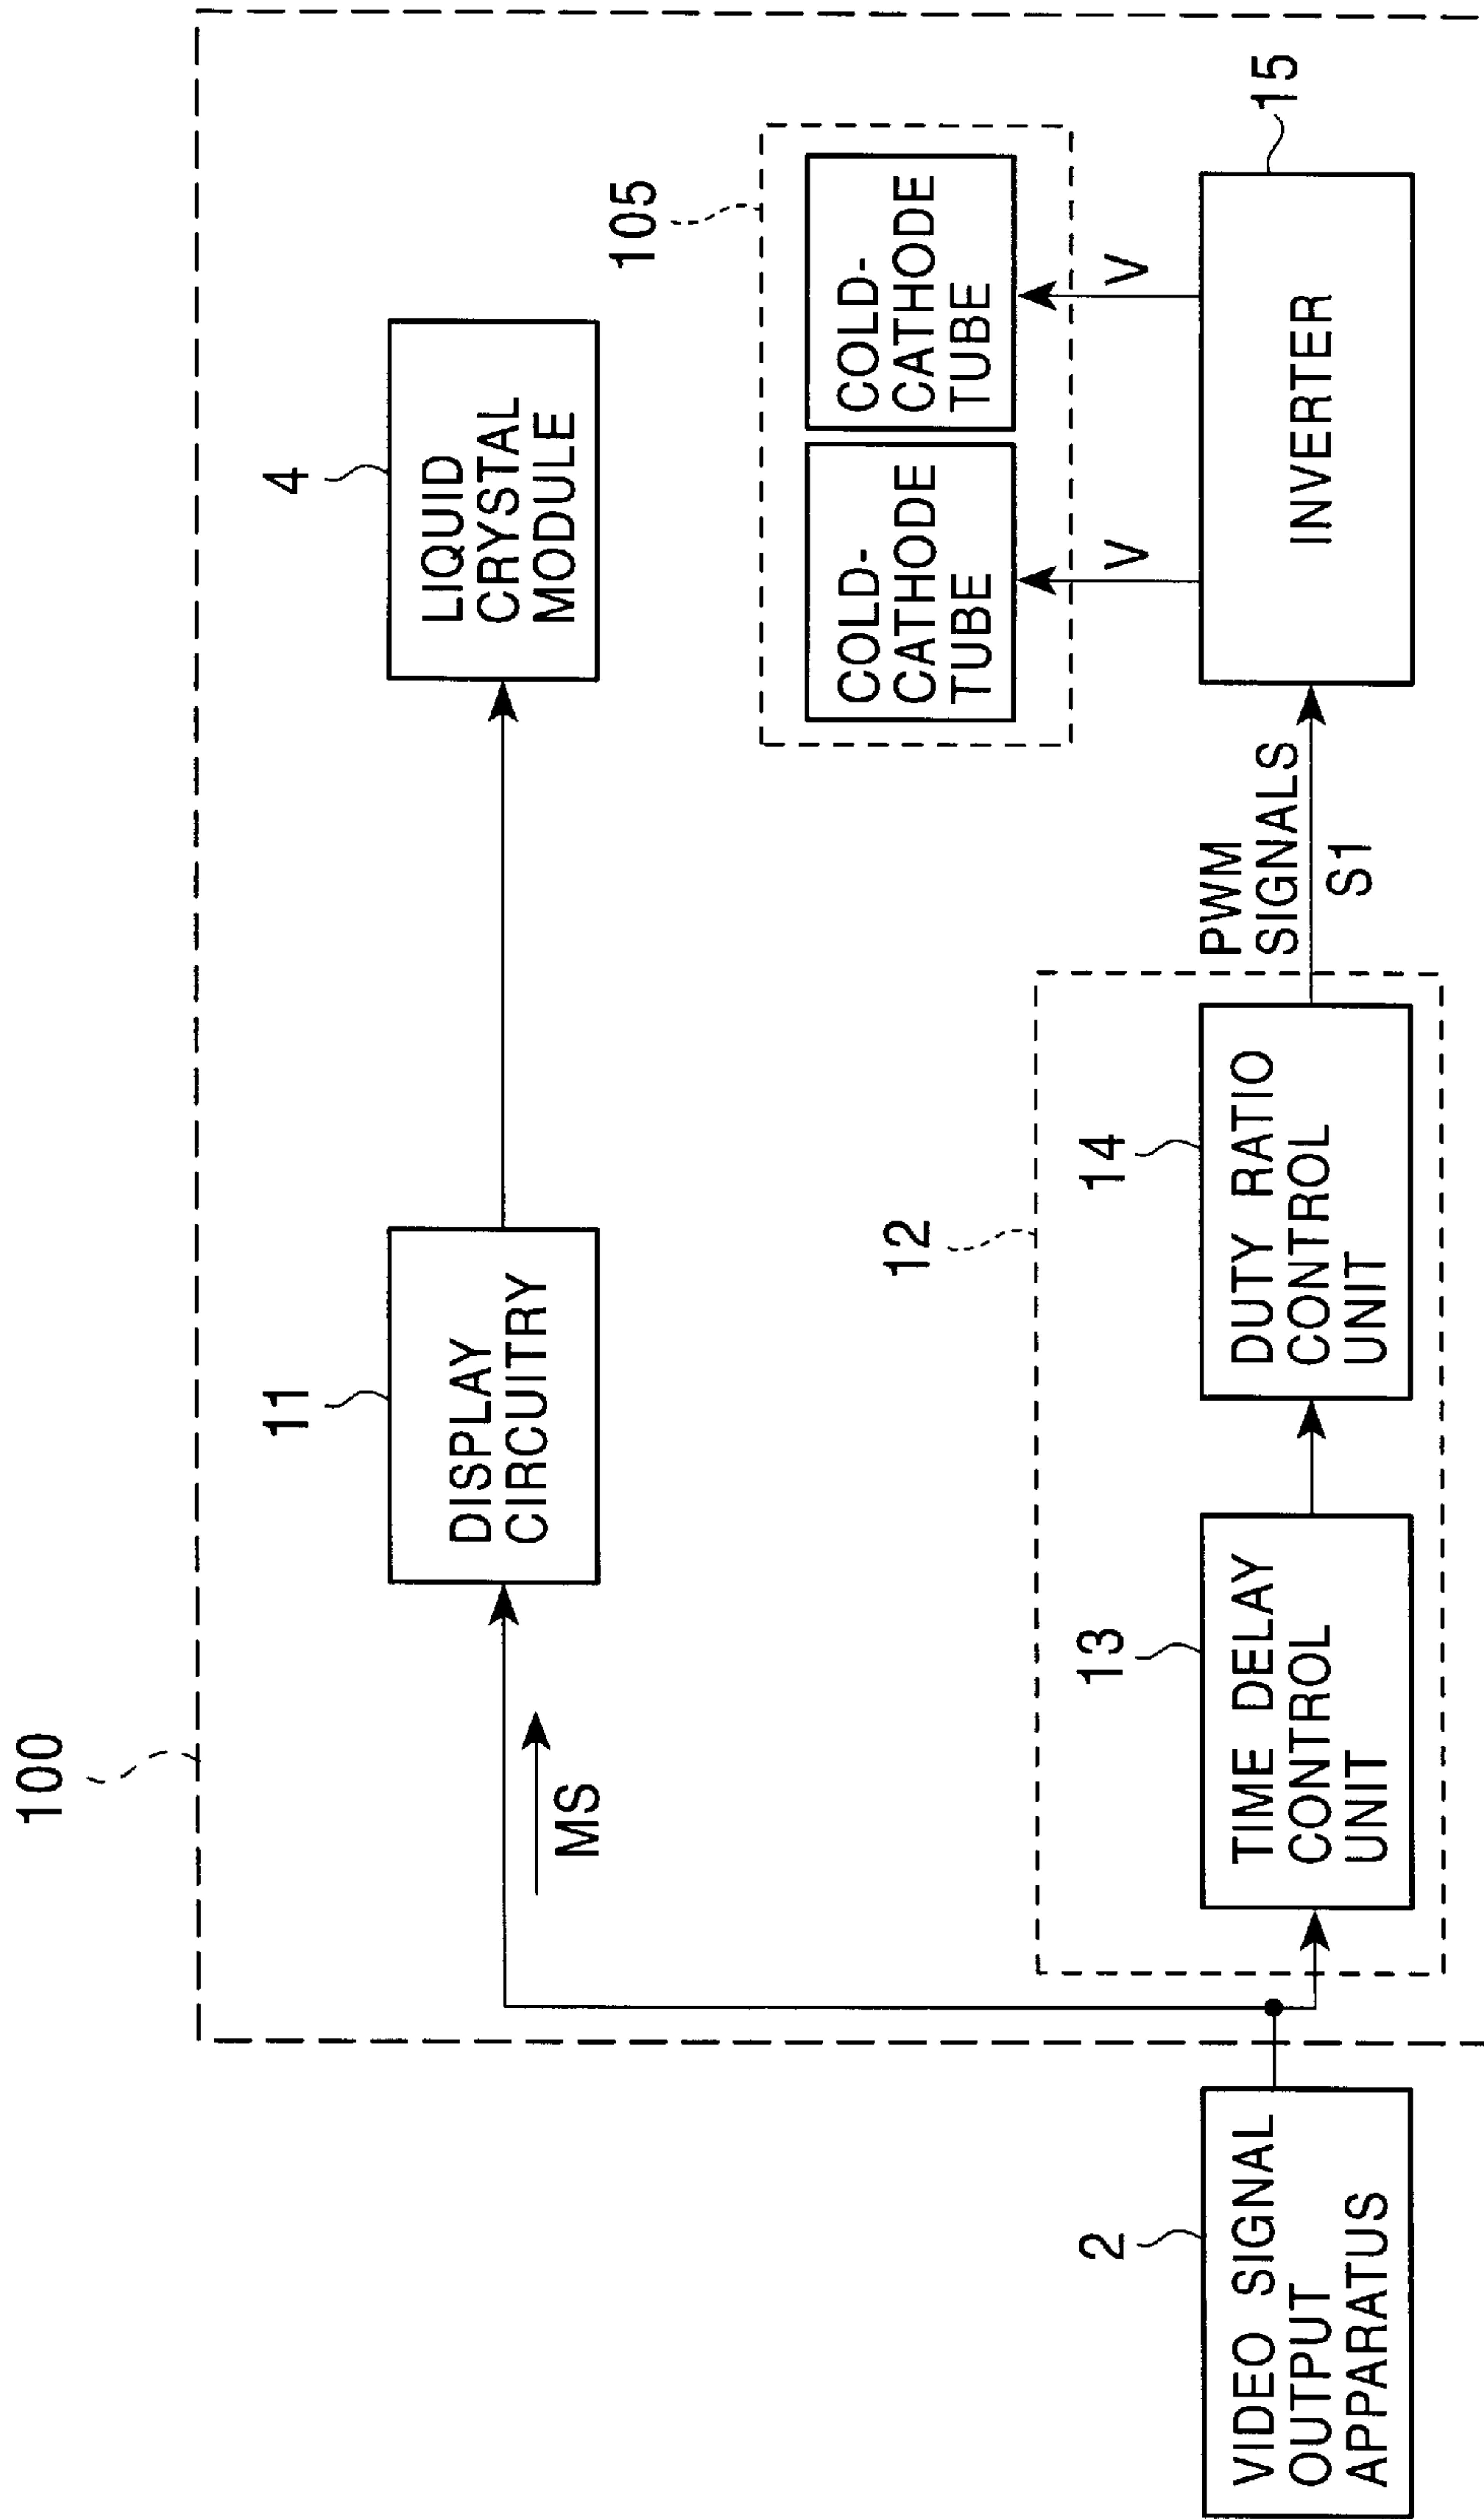 100
11
DISPLAY
CIRCUITRY
4
LIQUID
CRYSTAL
MODULE
MS
105
COLD-
CATHODE
TUBE
COLD-
CATHODE
TUBE
V
V
2
VIDEO SIGNAL
OUTPUT
APPARATUS
12
13
TIME DELAY
CONTROL
UNIT
14
DUTY RATIO
CONTROL
UNIT
PWM
SIGNALS
S1
15
INVERTER